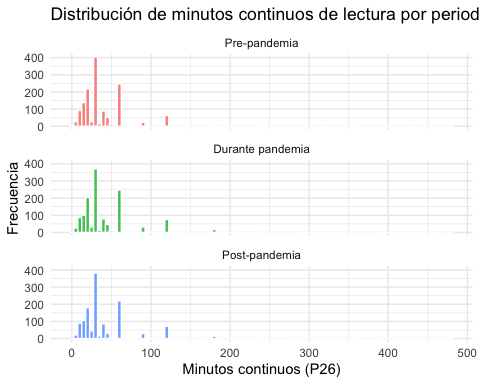 Distribución de minutos continuos de lectura por period
Pre-pandemia
400
300
200
100
0
Durante pandemia
400
300
200
100
0
Post-pandemia
400
300
200
100
0
0 100 200 300 400 500
Frecuencia
Minutos continuos (P26)